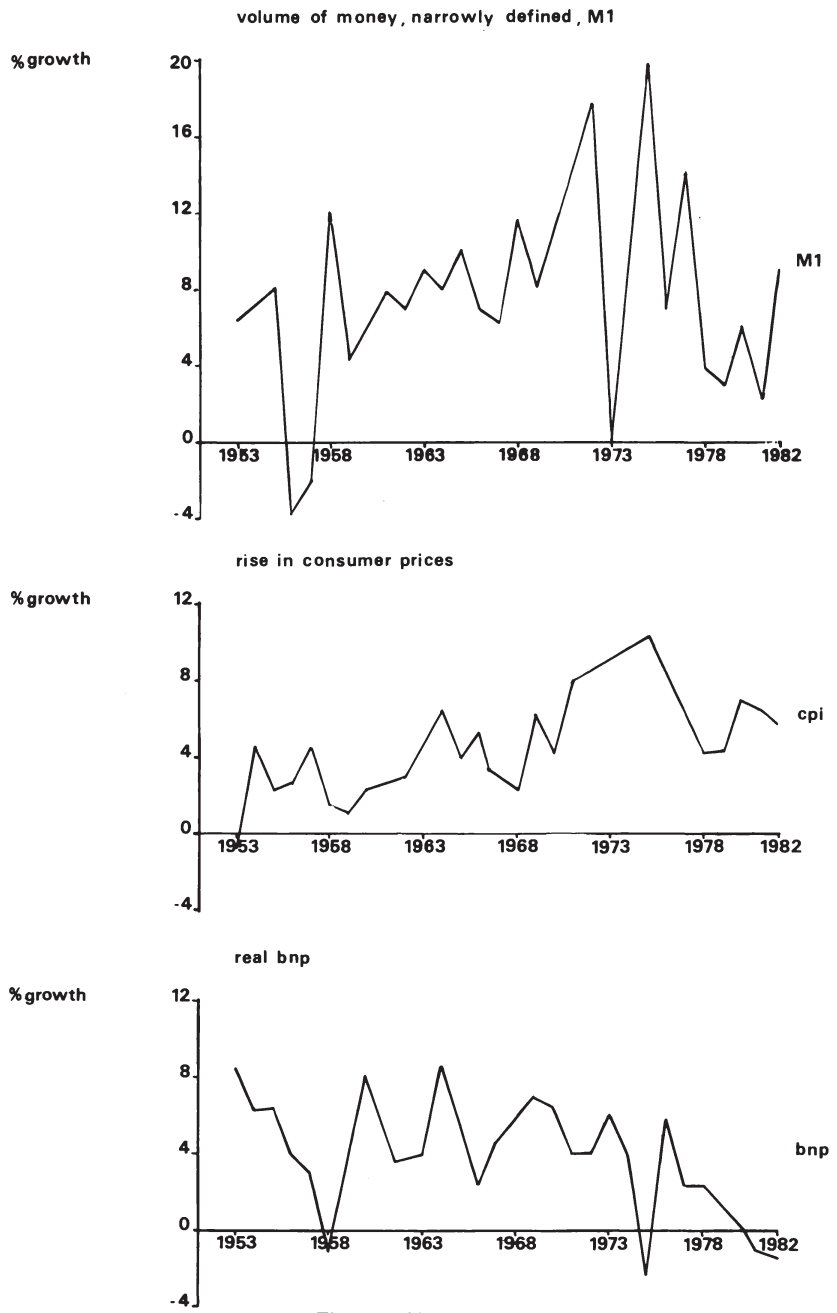 volume of money, narrowly defined, M1
% growth
20
16
12
8
4
0
-4
1953 1958 1963 1968 1973 1978 1982
M1
rise in consumer prices
% growth
12
8
4
0
-4
1953 1958 1963 1968 1973 1978 1982
cpi
real bnp
% growth
12
8
4
0
-4
1953 1958 1963 1968 1973 1978 1982
bnp